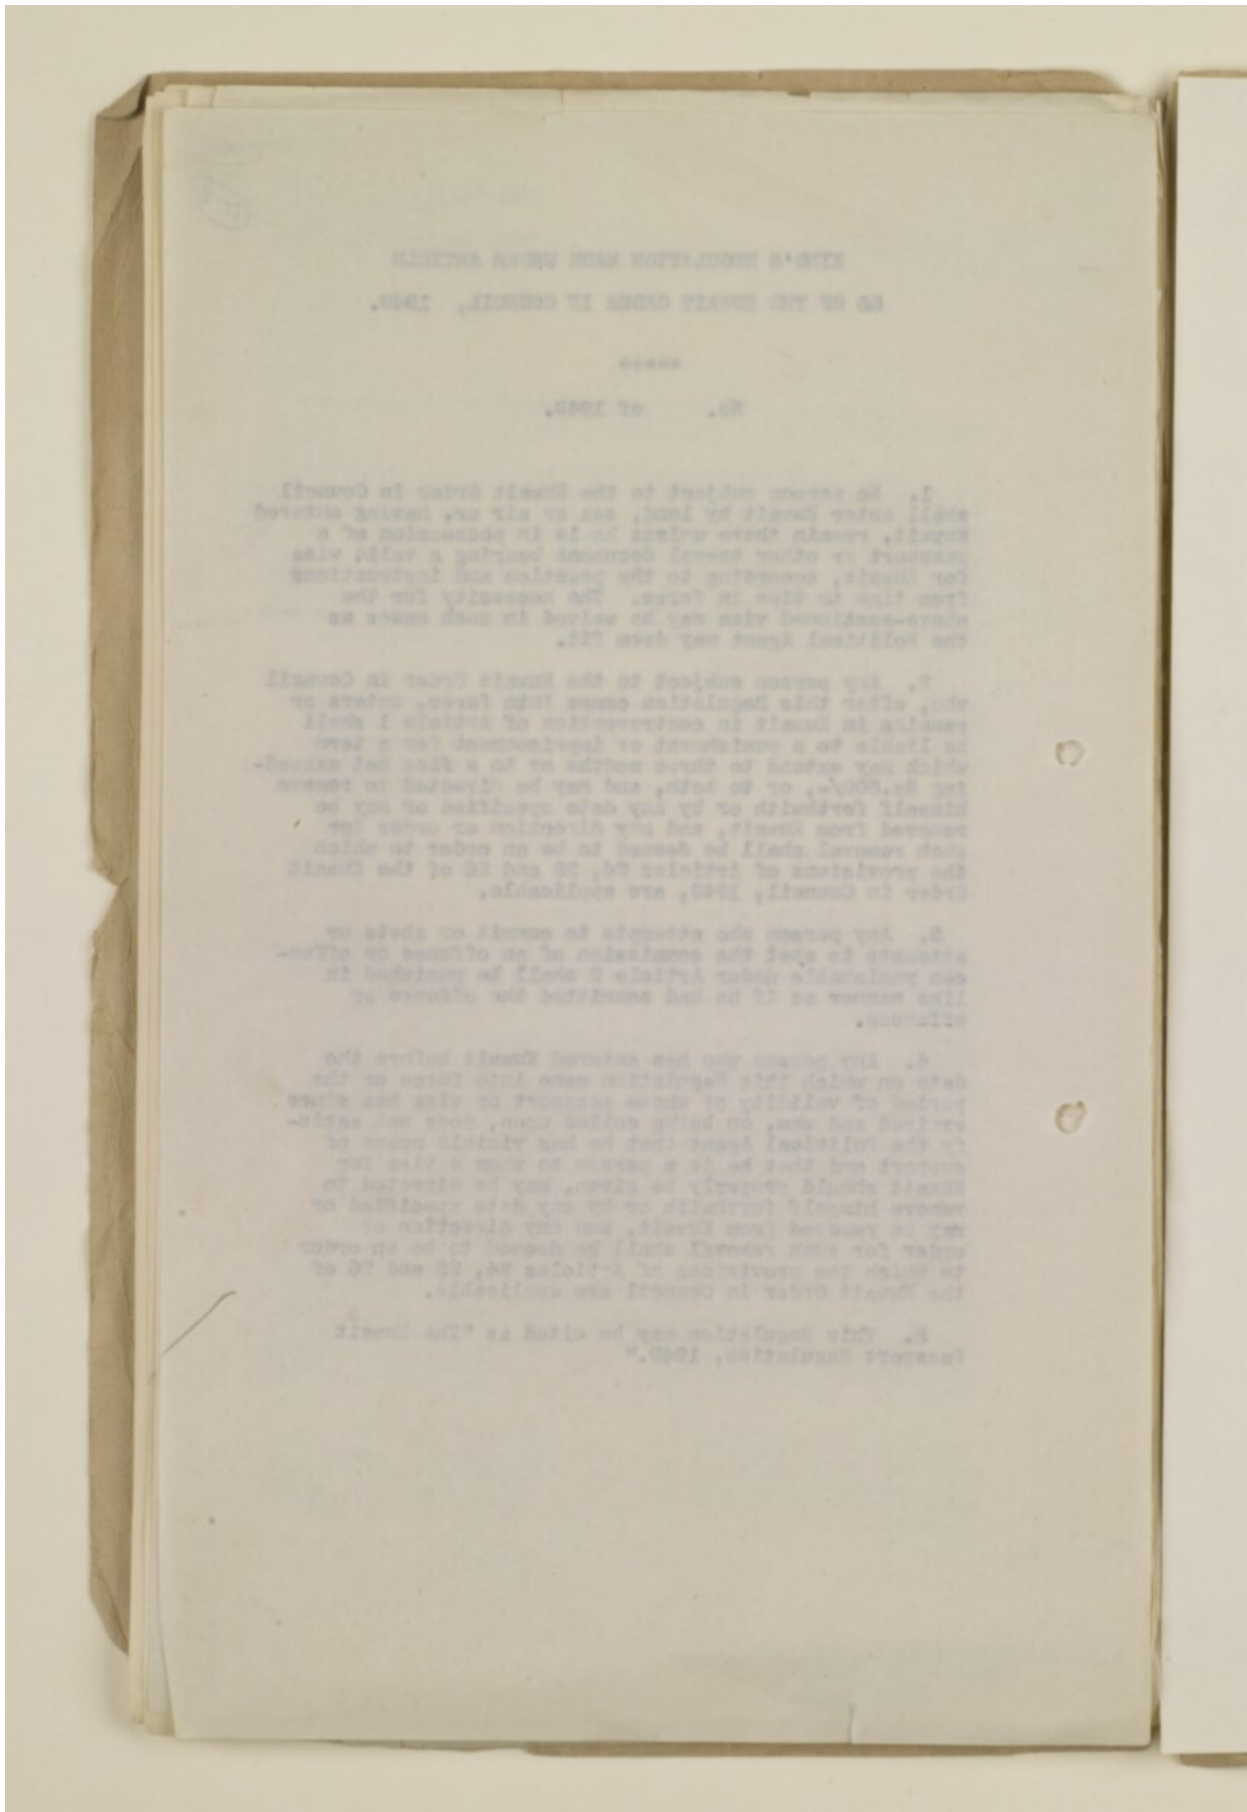 KING'S REGULATION MADE UNDER ARTICLE
66 OF THE KUWAIT ORDER IN COUNCIL, 1949.
*****
No. of 1949.
1. No person subject to the Kuwait Order in Council
shall enter Kuwait by land, sea or air or, having entered
Kuwait, remain there unless he is in possession of a
passport or other travel document bearing a valid visa
for Kuwait, according to the practice and instructions
from time to time in force. The necessity for the
above-mentioned visa may be waived in such cases as
the Political Agent may deem fit.
2. Any person subject to the Kuwait Order in Council
who, after this Regulation comes into force, enters or
remains in Kuwait in contravention of Article 1 shall
be liable to a punishment or imprisonment for a term
which may extend to three months or to a fine not exceed-
ing Rs.500/-, or to both, and may be directed to remove
himself forthwith or by any date specified or may be
removed from Kuwait, and any direction or order for
such removal shall be deemed to be an order to which
the provisions of Articles 24, 25 and 26 of the Kuwait
Order in Council, 1949, are applicable.
3. Any person who attempts to commit or abets or
attempts to abet the commission of an offence or offen-
ces punishable under Article 2 shall be punished in
like manner as if he had committed the offence or
offences.
4. Any person who has entered Kuwait before the
date on which this Regulation came into force or the
period of validity of whose passport or visa has since
expired and who, on being called upon, does not satis-
fy the Political Agent that he has visible means of
support and that he is a person to whom a visa for
Kuwait should properly be given, may be directed to
remove himself forthwith or by any date specified or
may be removed from Kuwait, and any direction or
order for such removal shall be deemed to be an order
to which the provisions of Articles 24, 25 and 26 of
the Kuwait Order in Council are applicable.
5. This Regulation may be cited as "The Kuwait
Passport Regulation, 1949."